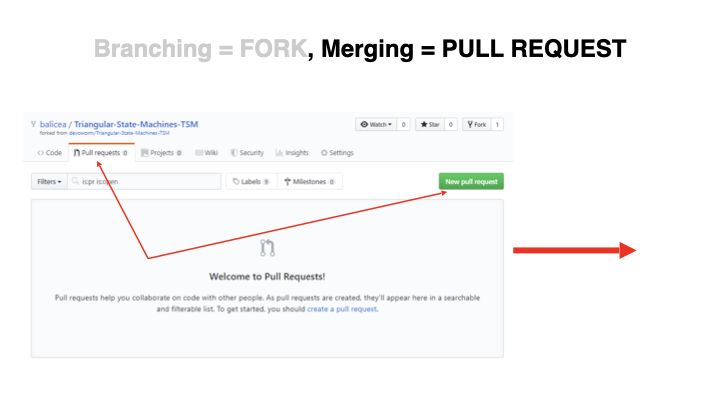 Branching = FORK, Merging = PULL REQUEST
balicea / Triangular-State-Machines-TSM
forked from devoworm/Triangular-State-Machines-TSM
Watch 0 Star 0 Fork 1
Code Pull requests 0 Projects 0 Wiki Security Insights Settings
Filters is:pr is:open Labels 9 Milestones 0 New pull request
Welcome to Pull Requests!
Pull requests help you collaborate on code with other people. As pull requests are created, they'll appear here in a searchable
and filterable list. To get started, you should create a pull request.